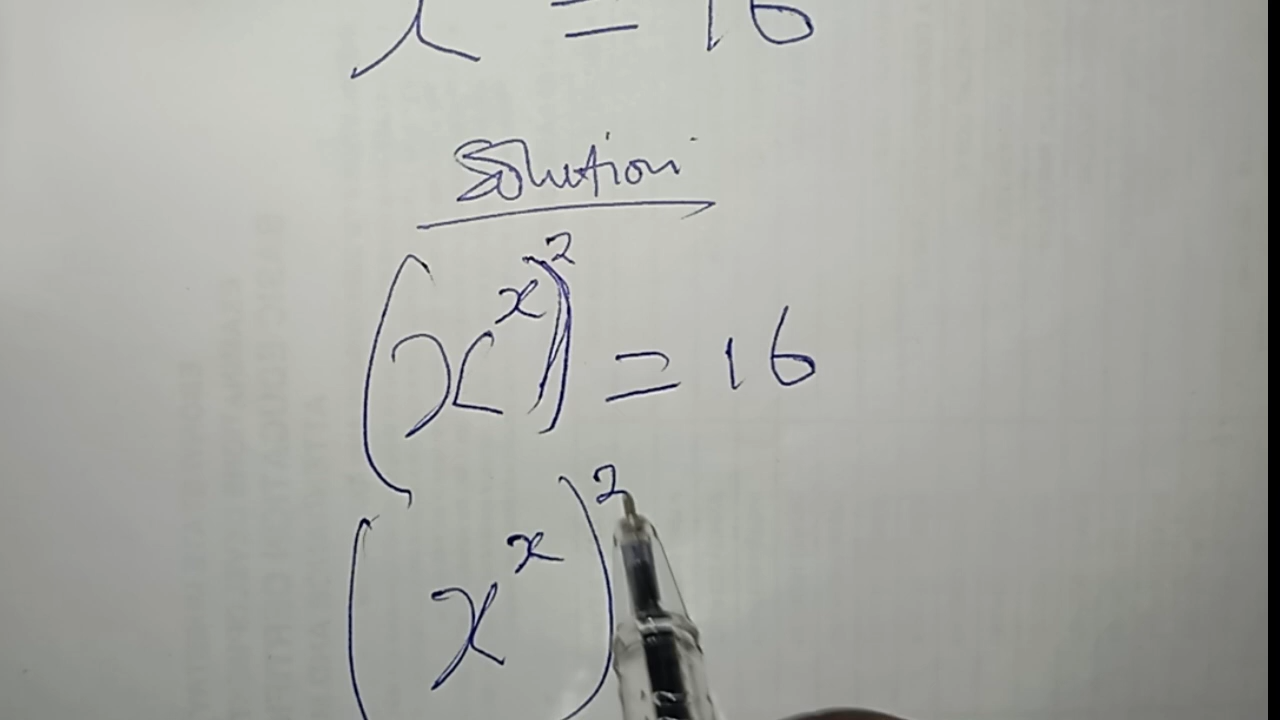 x = 16
Solution
(x^x)^2 = 16
(x^x)^2